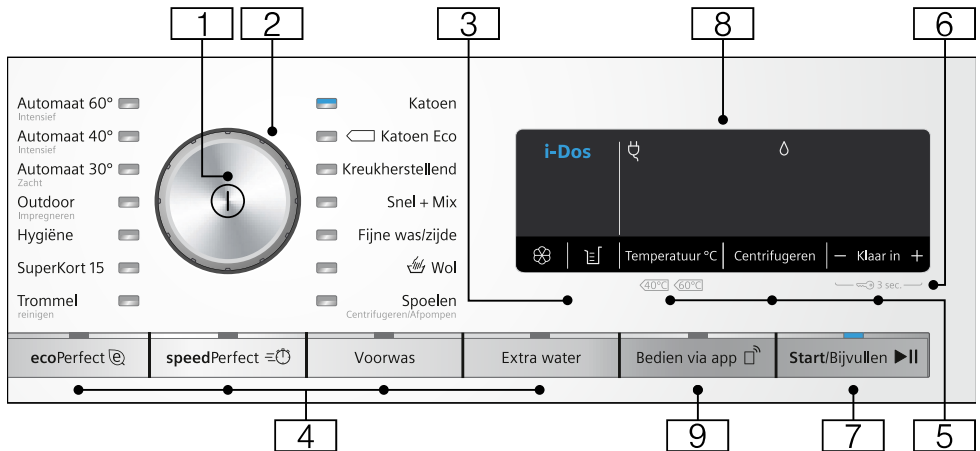 1
2
3
8
6
Automaat 60°
Intensief
Automaat 40°
Intensief
Automaat 30°
Zacht
Outdoor
Impregneren
Hygiëne
SuperKort 15
Trommel
reinigen
Katoen
Katoen Eco
Kreukherstellend
Snel + Mix
Fijne was/zijde
Wol
Spoelen
Centrifugeren/Afpompen
i-Dos
Temperatuur °C
Centrifugeren
– Klaar in +
40°C 60°C
3 sec.
ecoPerfect e
speedPerfect
Voorwas
Extra water
Bedien via app
Start/Bijvullen
4
9
7
5